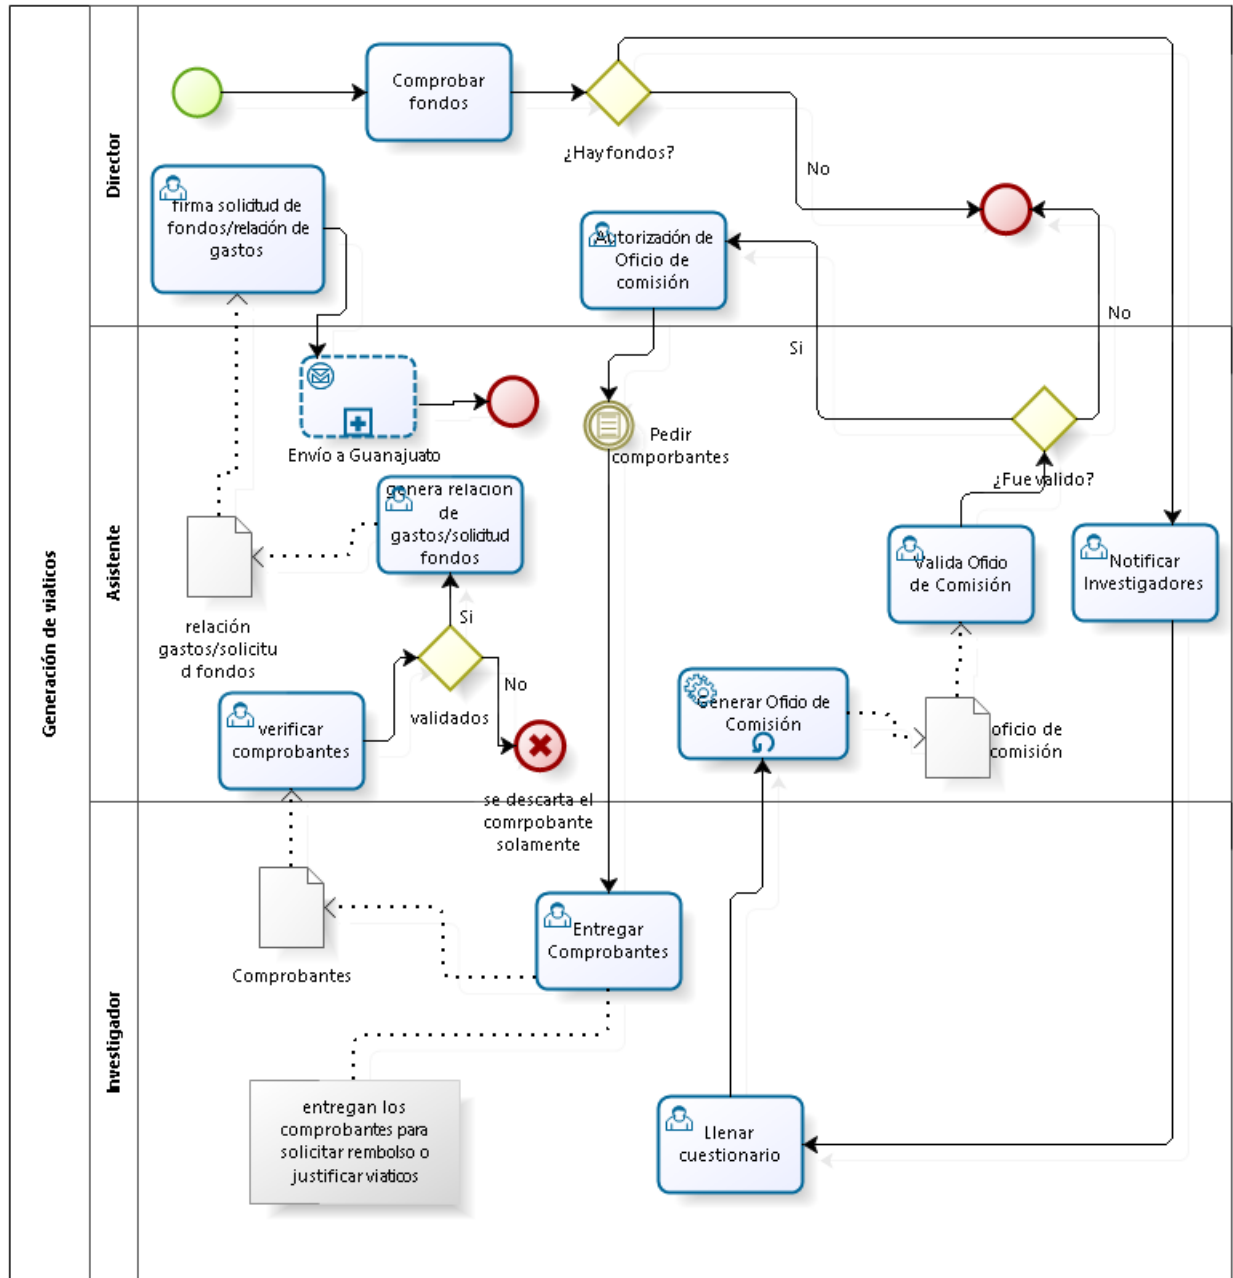 Generación de viaticos
Director
Comprobar
fondos
¿Hay fondos?
No
firma solicitud de
fondos/relación de
gastos
Autorización de
Oficio de
comisión
No
Asistente
Si
Envío a Guanajuato
Pedir
comporbantes
¿Fue valido?
genera relacion
de
gastos/solicitud
fondos
Valida Oficio
de Comisión
Notificar
Investigadores
relación
gastos/solicitu
d fondos
Si
No
validados
verificar
comprobantes
Generar Oficio de
Comisión
oficio de
comisión
se descarta el
comrpobante
solamente
Investigador
Comprobantes
Entregar
Comprobantes
entregan los
comprobantes para
solicitar rembolso o
justificar viaticos
Llenar
cuestionario